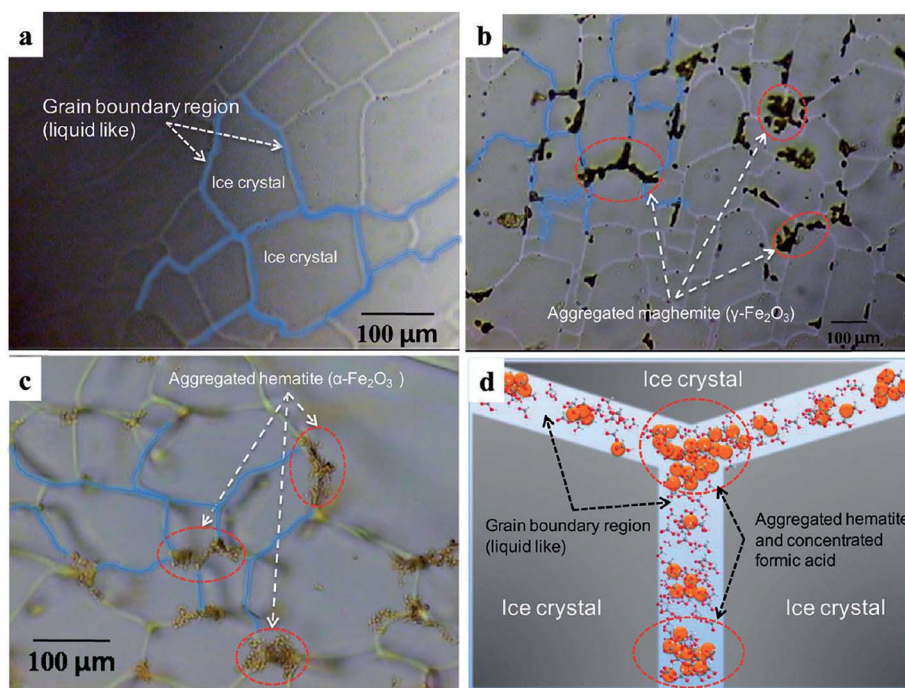 a
Grain boundary region
(liquid like)
Ice crystal
Ice crystal
100 µm
b
Aggregated maghemite (γ-Fe₂O₃)
100 µm
c
Aggregated hematite (α-Fe₂O₃ )
100 µm
d
Ice crystal
Grain boundary region
(liquid like)
Aggregated hematite
and concentrated
formic acid
Ice crystal
Ice crystal